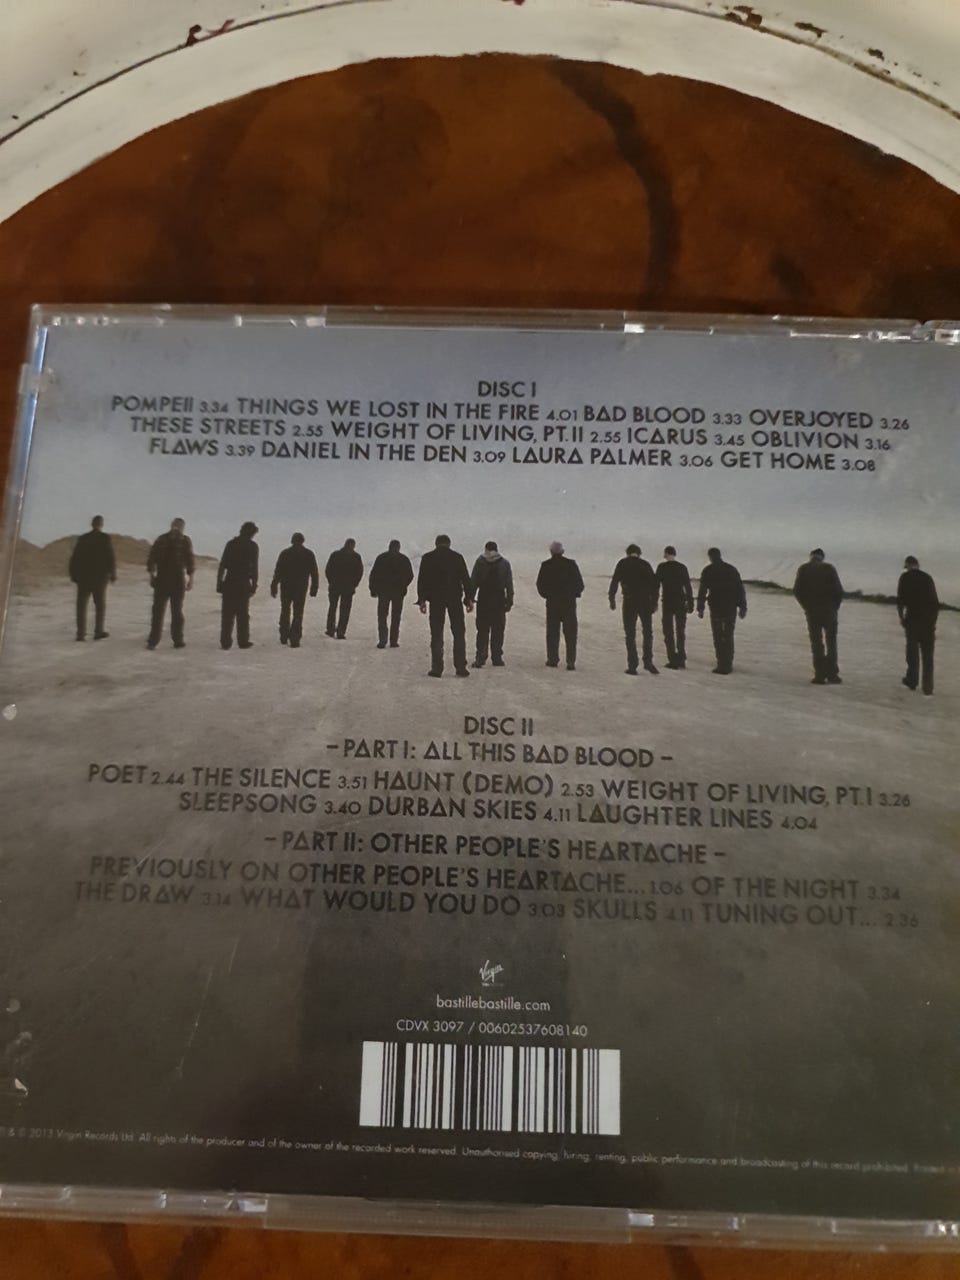 DISC I
POMPEII 3.34 THINGS WE LOST IN THE FIRE 4.01 BAD BLOOD 3.33 OVERJOYED 3.26
THESE STREETS 2.55 WEIGHT OF LIVING, PT. II 2.55 ICARUS 3.45 OBLIVION 3.16
FLAWS 3.39 DANIEL IN THE DEN 3.09 LAURA PALMER 3.06 GET HOME 3.08
DISC II
– PART I: ALL THIS BAD BLOOD –
POET 2.44 THE SILENCE 3.51 HAUNT (DEMO) 2.53 WEIGHT OF LIVING, PT. I 3.26
SLEEPSONG 3.40 DURBAN SKIES 4.11 LAUGHTER LINES 4.04
– PART II: OTHER PEOPLE'S HEARTACHE –
PREVIOUSLY ON OTHER PEOPLE'S HEARTACHE... 1.06 OF THE NIGHT 3.34
THE DRAW 3.14 WHAT WOULD YOU DO 3.03 SKULLS 4.11 TUNING OUT... 2.36
Virgin
bastillebastille.com
CDVX 3097 / 00602537608140
& © 2013 Virgin Records Ltd. All rights of the producer and of the owner of the recorded work reserved. Unauthorised copying, hiring, renting, public performance and broadcasting of this record prohibited.